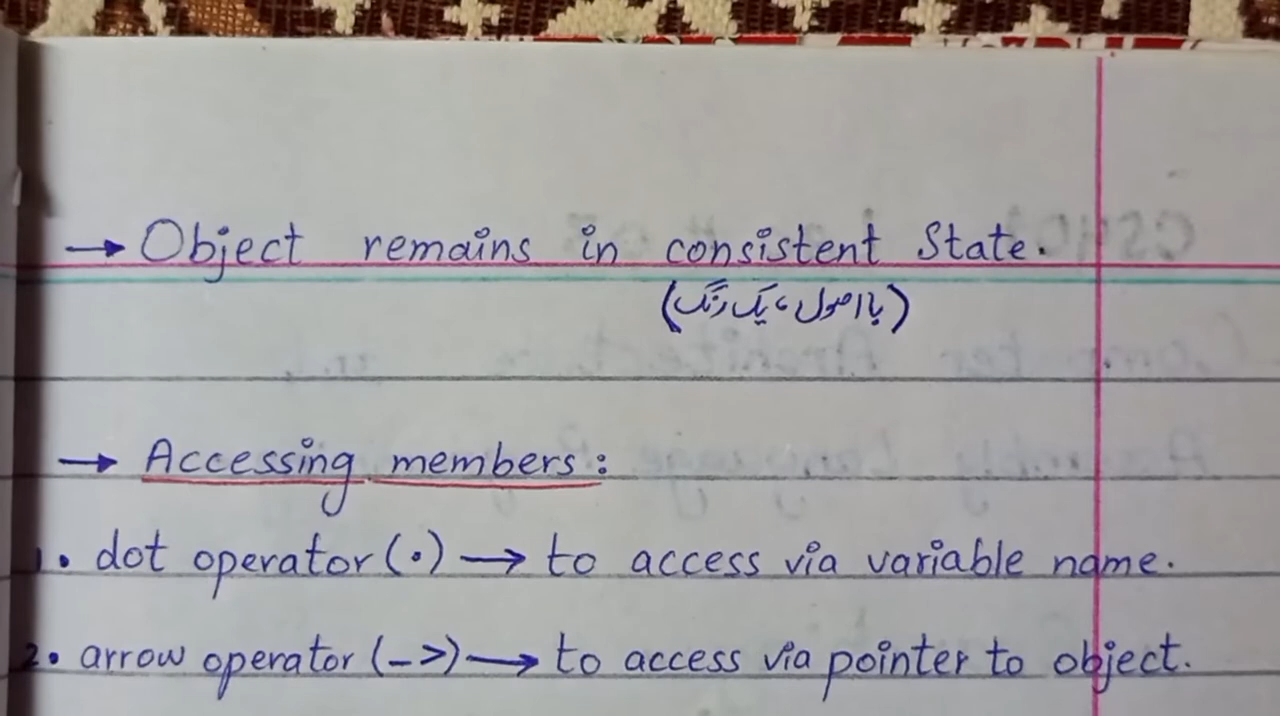 → Object remains in consistent State.
(با اصول، یک رنگ)
→ Accessing members:
1. dot operator(.) → to access via variable name.
2. arrow operator (->) → to access via pointer to object.